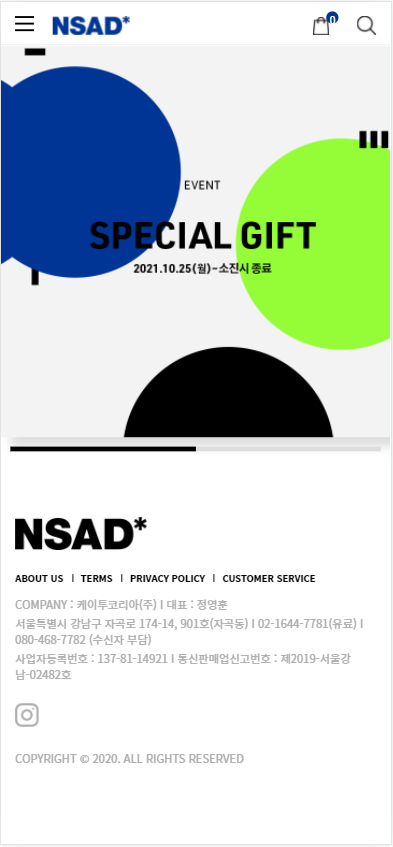 NSAD*
0
EVENT
SPECIAL GIFT
2021.10.25(월)~소진시 종료
NSAD*
ABOUT US I TERMS I PRIVACY POLICY I CUSTOMER SERVICE
COMPANY : 케이투코리아(주) I 대표 : 정영훈
서울특별시 강남구 자곡로 174-14, 901호(자곡동) I 02-1644-7781(유료) I
080-468-7782 (수신자 부담)
사업자등록번호 : 137-81-14921 I 통신판매업신고번호 : 제2019-서울강
남-02482호
COPYRIGHT © 2020. ALL RIGHTS RESERVED